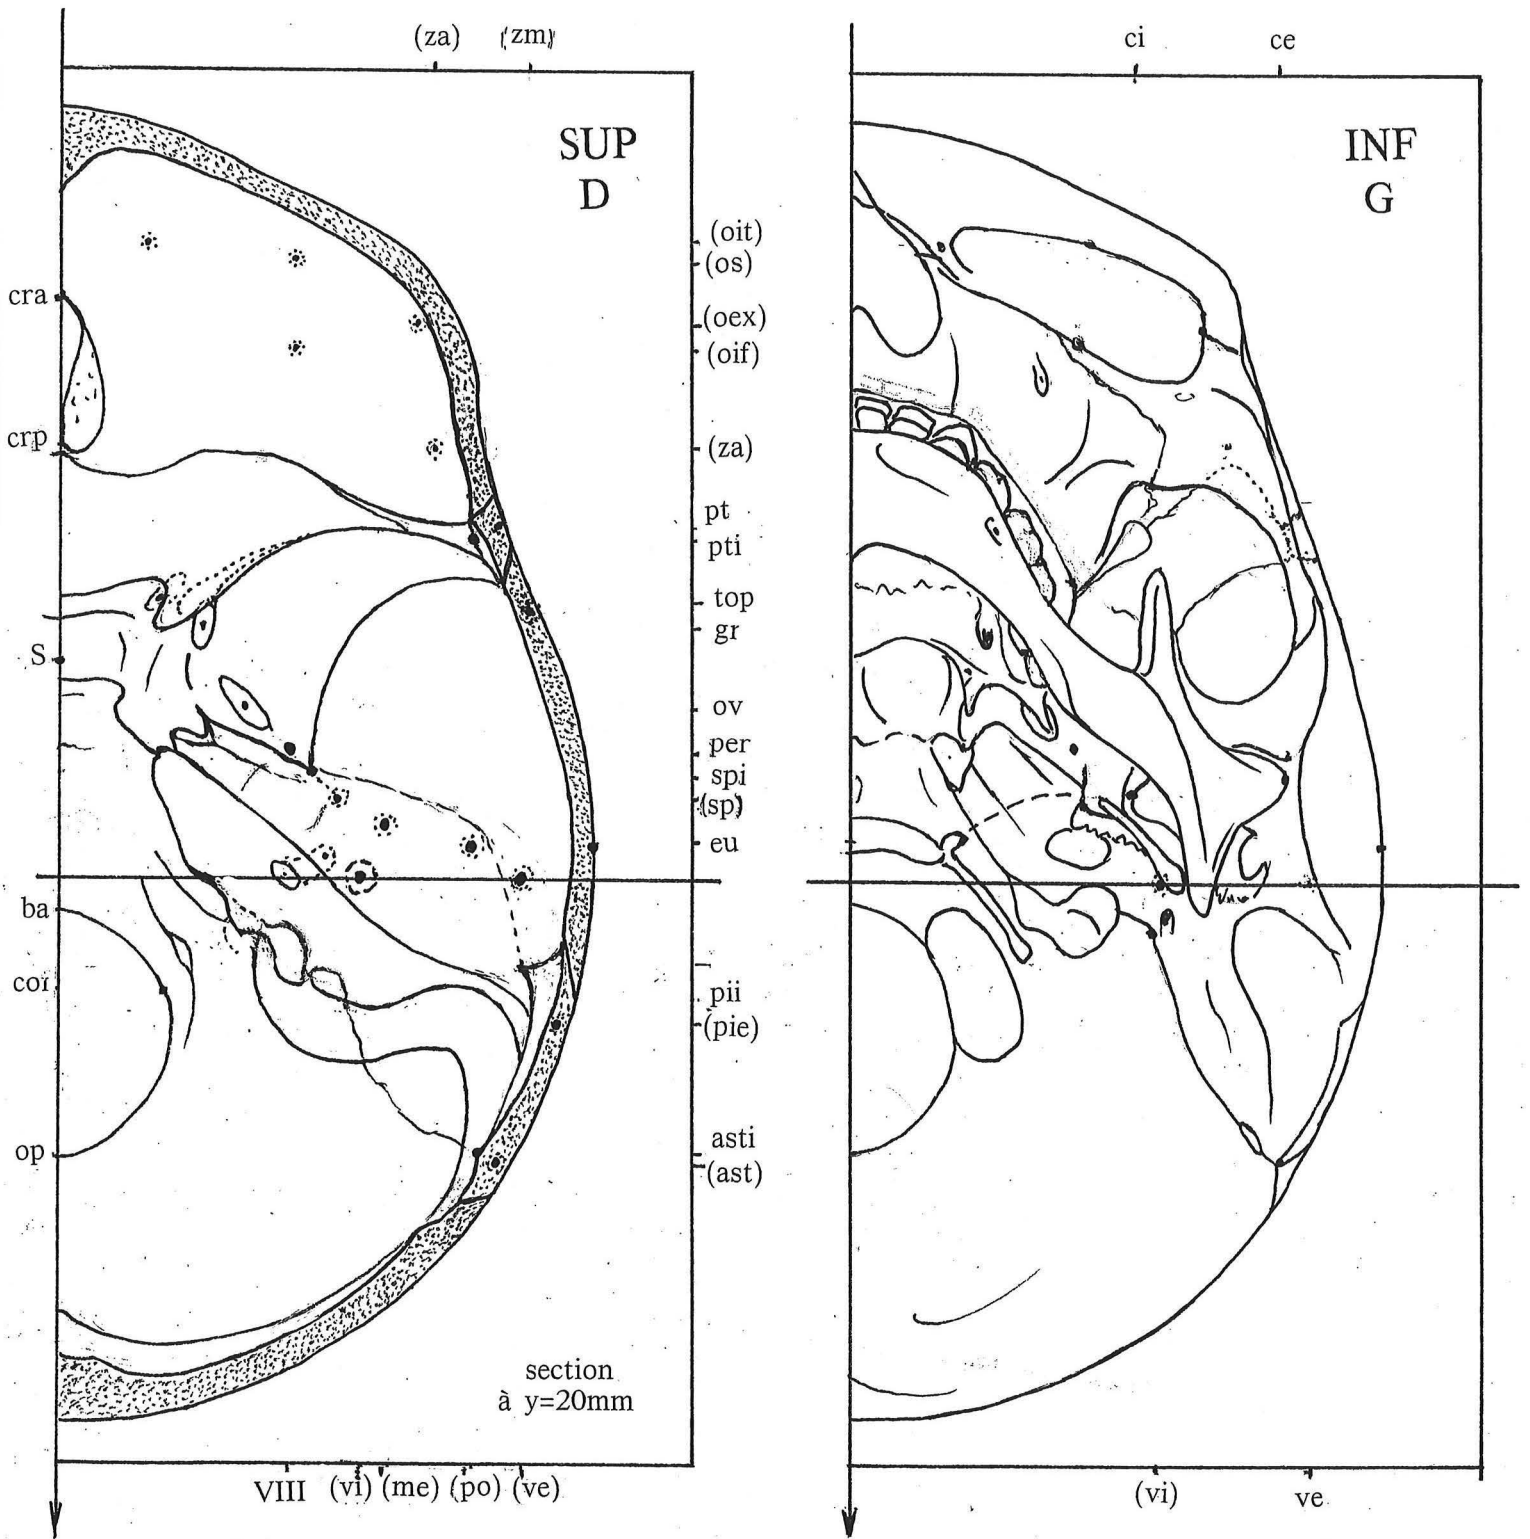 (za) (zm)
SUP
D
(oit)
(os)
cra
(oex)
(oif)
crp
(za)
pt
pti
top
gr
S
ov
per
spi
(sp)
eu
ba
cor
pii
(pie)
op
asti
(ast)
section
à y=20mm
VIII (vi) (me) (po) (ve)
ci ce
INF
G
(vi) ve